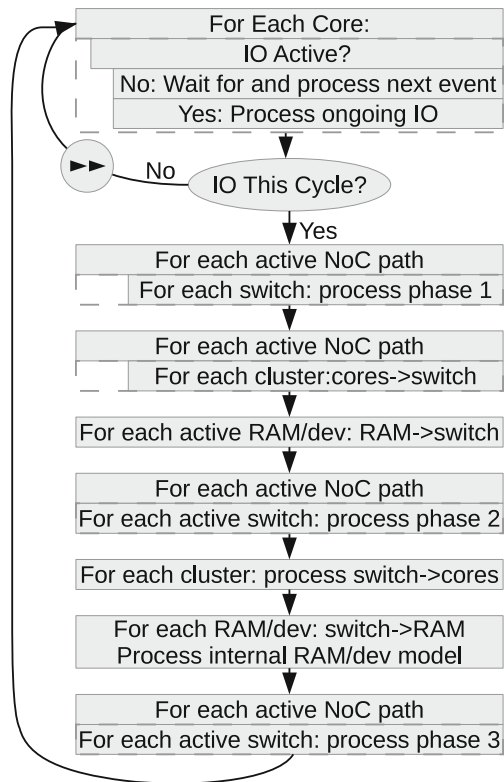 For Each Core:
IO Active?
No: Wait for and process next event
Yes: Process ongoing IO
No
IO This Cycle?
Yes
For each active NoC path
For each switch: process phase 1
For each active NoC path
For each cluster:cores->switch
For each active RAM/dev: RAM->switch
For each active NoC path
For each active switch: process phase 2
For each cluster: process switch->cores
For each RAM/dev: switch->RAM
Process internal RAM/dev model
For each active NoC path
For each active switch: process phase 3